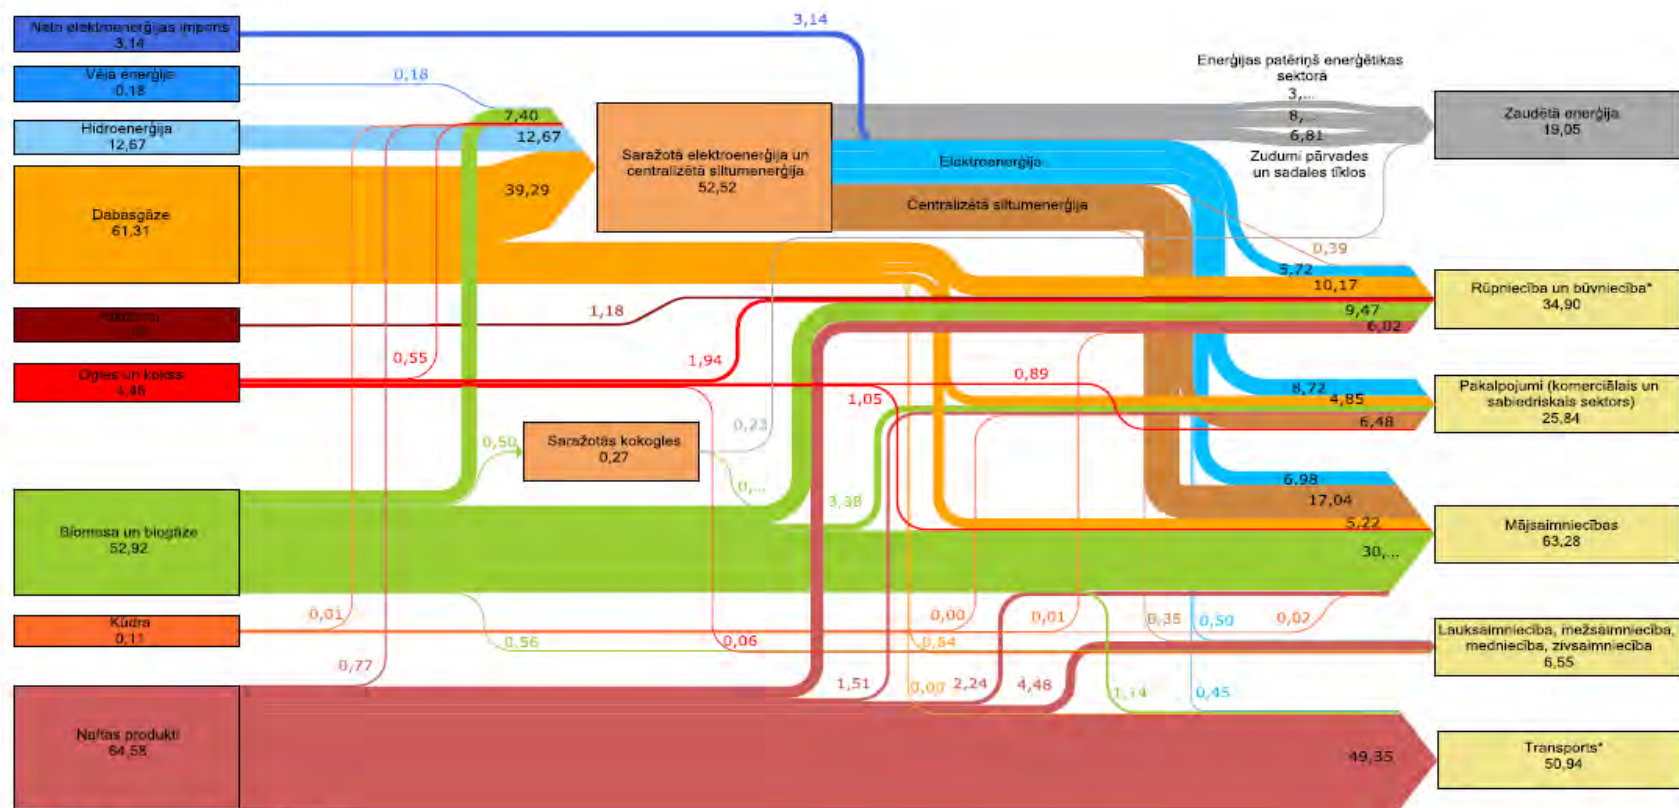 Neto elektroenerģijas imports
3,14
3,14
Vēja enerģija
0,18
0,18
Hidroenerģija
12,67
7,40
12,67
Dabasgāze
61,31
39,29
Saražotā elektroenerģija un
centralizētā siltumenerģija
52,52
Enerģijas patēriņš enerģētikas
sektorā
3,...
8,...
6,81
Zudumi pārvades
un sadales tīklos
Elektroenerģija
Centralizētā siltumenerģija
Zaudētā enerģija
19,05
0,39
5,72
10,17
9,47
6,02
Rūpniecība un būvniecība*
34,90
1,18
Ogles un kokss
4,46
0,55
1,94
0,89
1,05
8,72
4,85
6,48
Pakalpojumi (komerciālais un
sabiedriskais sektors)
25,84
0,50
Saražotās kokogles
0,27
0,23
0,...
3,38
Biomasa un biogāze
52,92
6,98
17,04
5,22
30,...
Mājsaimniecības
63,28
Kūdra
0,11
0,01
0,56
0,06
0,00
0,54
0,01
0,35
0,50
0,02
Lauksaimniecība, mežsaimniecība,
medniecība, zivsaimniecība
6,55
0,77
1,51
0,00
2,24
4,48
1,14
0,45
Naftas produkti
64,58
49,35
Transports*
50,94